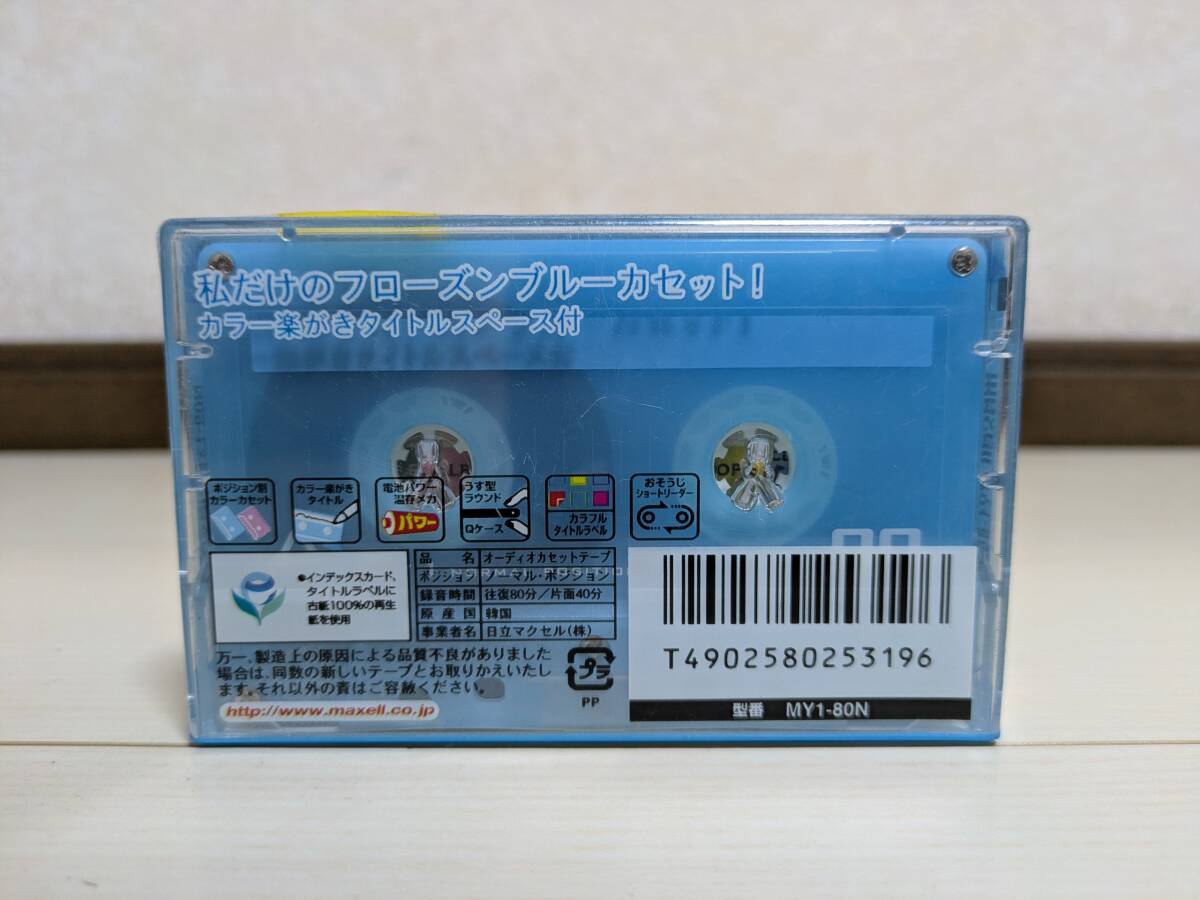 私だけのフローズンブルーカセット!
カラー楽がきタイトルスペース付
ポジション別
カラーカセット
カラー楽がき
タイトル
電池パワー
温存メカ
パワー
うす型
ラウンド
Qケース
カラフル
タイトルラベル
おそうじ
ショートリーダー
●インデックスカード、
タイトルラベルに
古紙100%の再生
紙を使用
品 名 オーディオカセットテープ
ポジション ノーマル・ポジション
NORMAL POSITION
録音時間 往復80分/片面40分
原産国 韓国
事業者名 日立マクセル(株)
万一、製造上の原因による品質不良がありました
場合は、同数の新しいテープとお取りかえいたし
ます。それ以外の責はご容赦ください。
http://www.maxell.co.jp
プラ
PP
T4902580253196
型番 MY1-80N